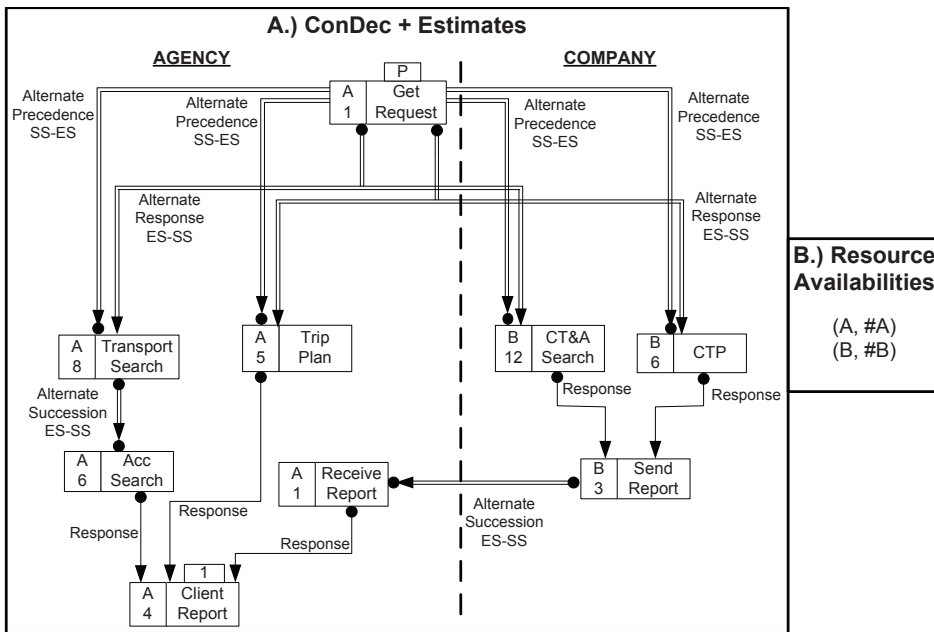 A.) ConDec + Estimates
AGENCY
COMPANY
P
A
1
Get
Request
Alternate
Precedence
SS-ES
Alternate
Precedence
SS-ES
Alternate
Precedence
SS-ES
Alternate
Precedence
SS-ES
Alternate
Response
ES-SS
Alternate
Response
ES-SS
A
8
Transport
Search
A
5
Trip
Plan
B
12
CT&A
Search
B
6
CTP
Alternate
Succession
ES-SS
Response
Response
A
6
Acc
Search
A
1
Receive
Report
B
3
Send
Report
Alternate
Succession
ES-SS
Response
Response
Response
1
A
4
Client
Report
B.) Resource
Availabilities
(A, #A)
(B, #B)